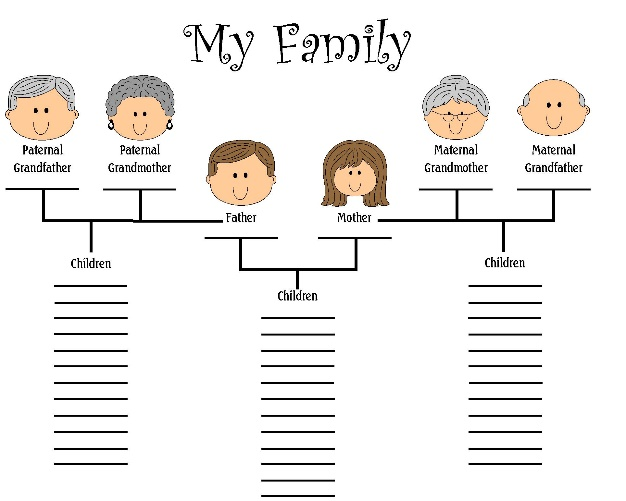 My Family
Paternal
Grandfather
Paternal
Grandmother
Maternal
Grandmother
Maternal
Grandfather
Father
Mother
Children
Children
Children